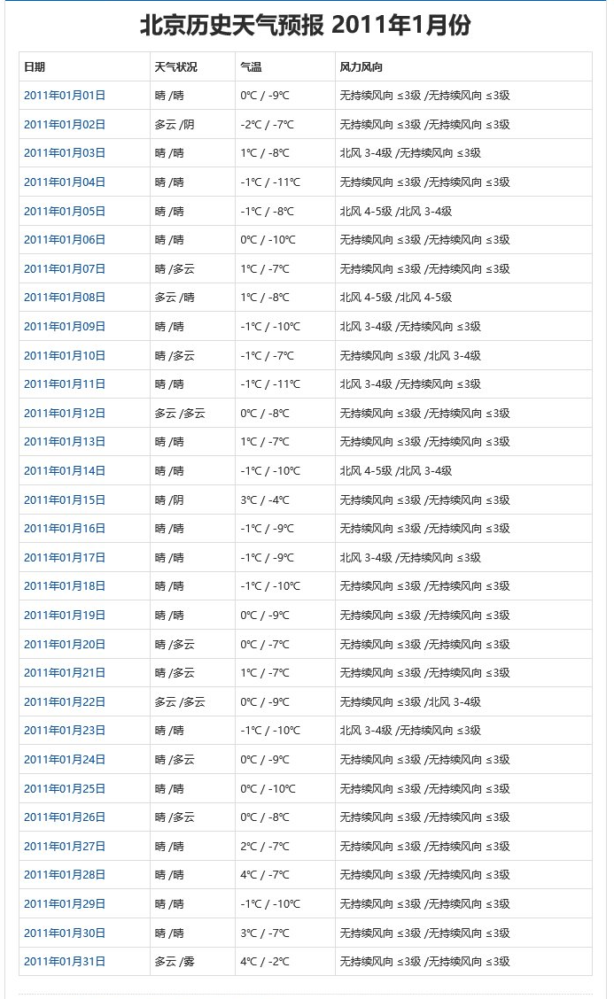 北京历史天气预报 2011年1月份
日期 天气状况 气温 风力风向
2011年01月01日 晴 /晴 0℃ / -9℃ 无持续风向 ≤3级 /无持续风向 ≤3级
2011年01月02日 多云 /阴 -2℃ / -7℃ 无持续风向 ≤3级 /无持续风向 ≤3级
2011年01月03日 晴 /晴 1℃ / -8℃ 北风 3-4级 /无持续风向 ≤3级
2011年01月04日 晴 /晴 -1℃ / -11℃ 无持续风向 ≤3级 /无持续风向 ≤3级
2011年01月05日 晴 /晴 -1℃ / -8℃ 北风 4-5级 /北风 3-4级
2011年01月06日 晴 /晴 0℃ / -10℃ 无持续风向 ≤3级 /无持续风向 ≤3级
2011年01月07日 晴 /多云 1℃ / -7℃ 无持续风向 ≤3级 /无持续风向 ≤3级
2011年01月08日 多云 /晴 1℃ / -8℃ 北风 4-5级 /北风 4-5级
2011年01月09日 晴 /晴 -1℃ / -10℃ 北风 3-4级 /无持续风向 ≤3级
2011年01月10日 晴 /多云 -1℃ / -7℃ 无持续风向 ≤3级 /北风 3-4级
2011年01月11日 晴 /晴 -1℃ / -11℃ 北风 3-4级 /无持续风向 ≤3级
2011年01月12日 多云 /多云 0℃ / -8℃ 无持续风向 ≤3级 /无持续风向 ≤3级
2011年01月13日 晴 /晴 1℃ / -7℃ 无持续风向 ≤3级 /无持续风向 ≤3级
2011年01月14日 晴 /晴 -1℃ / -10℃ 北风 4-5级 /北风 3-4级
2011年01月15日 晴 /阴 3℃ / -4℃ 无持续风向 ≤3级 /无持续风向 ≤3级
2011年01月16日 晴 /晴 -1℃ / -9℃ 无持续风向 ≤3级 /无持续风向 ≤3级
2011年01月17日 晴 /晴 -1℃ / -9℃ 北风 3-4级 /无持续风向 ≤3级
2011年01月18日 晴 /晴 -1℃ / -10℃ 无持续风向 ≤3级 /无持续风向 ≤3级
2011年01月19日 晴 /晴 0℃ / -9℃ 无持续风向 ≤3级 /无持续风向 ≤3级
2011年01月20日 晴 /多云 0℃ / -7℃ 无持续风向 ≤3级 /无持续风向 ≤3级
2011年01月21日 晴 /多云 1℃ / -7℃ 无持续风向 ≤3级 /无持续风向 ≤3级
2011年01月22日 多云 /多云 0℃ / -9℃ 无持续风向 ≤3级 /北风 3-4级
2011年01月23日 晴 /晴 -1℃ / -10℃ 北风 3-4级 /无持续风向 ≤3级
2011年01月24日 晴 /多云 0℃ / -9℃ 无持续风向 ≤3级 /无持续风向 ≤3级
2011年01月25日 晴 /晴 0℃ / -10℃ 无持续风向 ≤3级 /无持续风向 ≤3级
2011年01月26日 晴 /多云 0℃ / -8℃ 无持续风向 ≤3级 /无持续风向 ≤3级
2011年01月27日 晴 /晴 2℃ / -7℃ 无持续风向 ≤3级 /无持续风向 ≤3级
2011年01月28日 晴 /晴 4℃ / -7℃ 无持续风向 ≤3级 /无持续风向 ≤3级
2011年01月29日 晴 /晴 -1℃ / -10℃ 无持续风向 ≤3级 /无持续风向 ≤3级
2011年01月30日 晴 /晴 3℃ / -7℃ 无持续风向 ≤3级 /无持续风向 ≤3级
2011年01月31日 多云 /雾 4℃ / -2℃ 无持续风向 ≤3级 /无持续风向 ≤3级